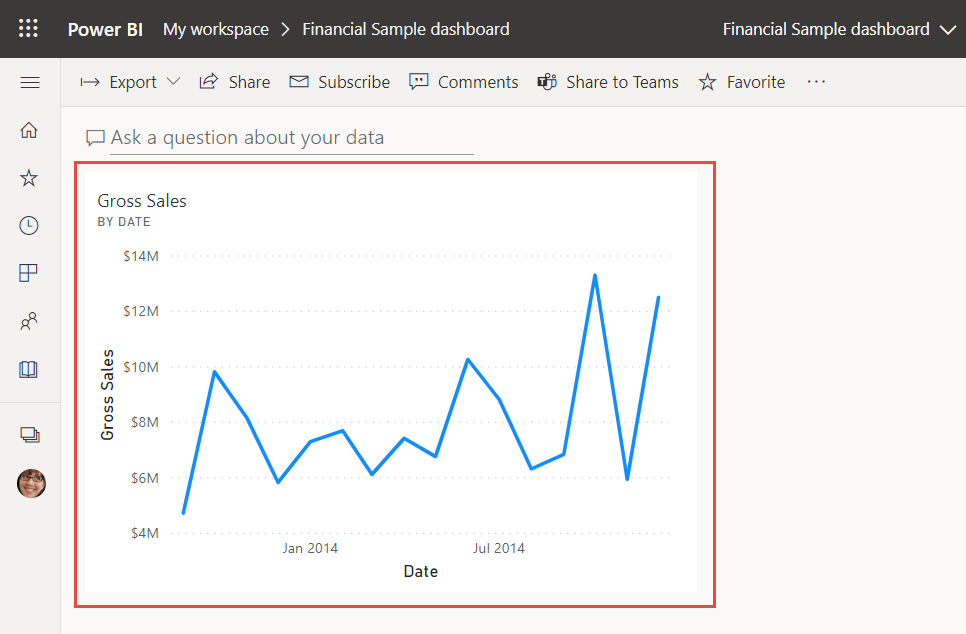 Power BI My workspace > Financial Sample dashboard Financial Sample dashboard
Export Share Subscribe Comments Share to Teams Favorite ···
Ask a question about your data
Gross Sales
BY DATE
$14M
$12M
$10M
$8M
$6M
$4M
Gross Sales
Jan 2014 Jul 2014
Date